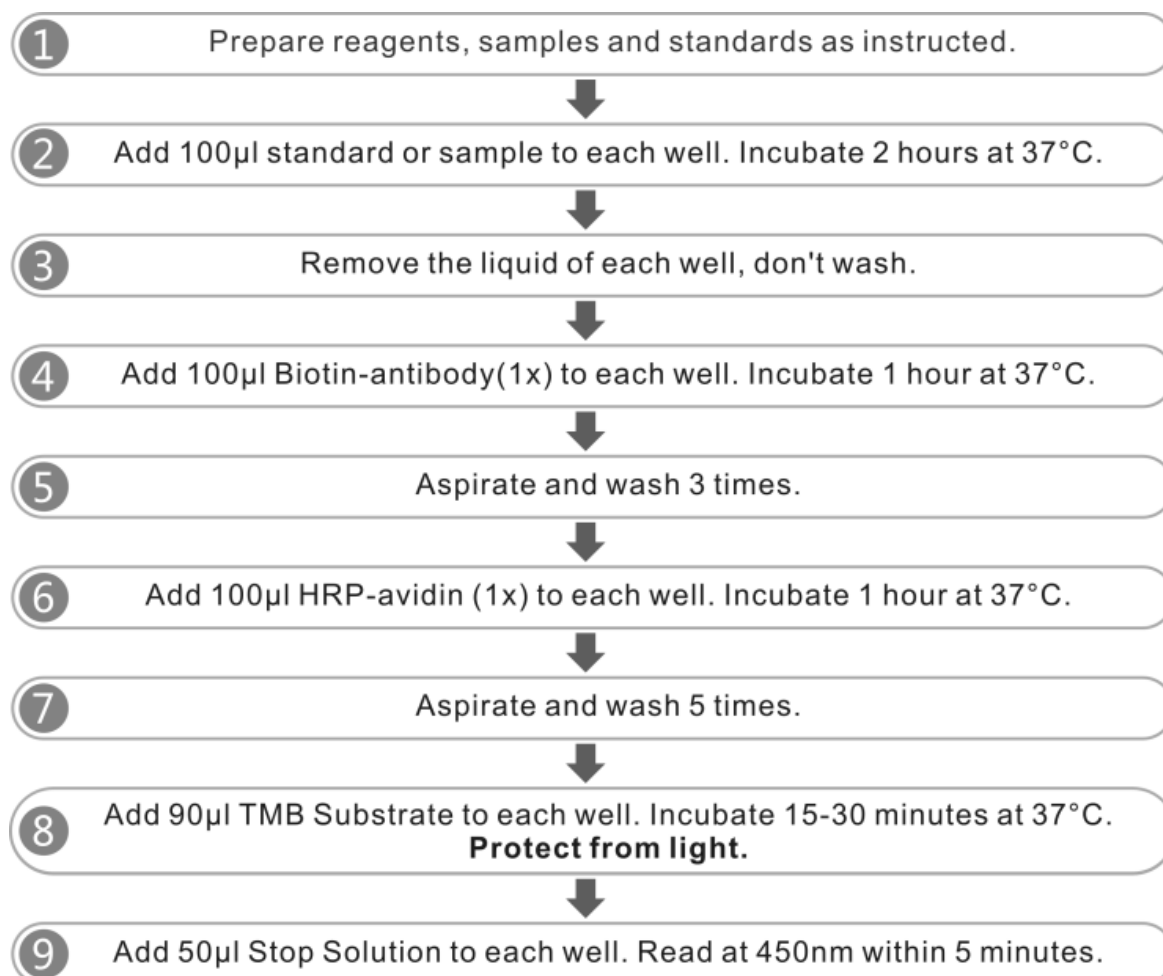 1 Prepare reagents, samples and standards as instructed.
2 Add 100µl standard or sample to each well. Incubate 2 hours at 37°C.
3 Remove the liquid of each well, don't wash.
4 Add 100µl Biotin-antibody(1x) to each well. Incubate 1 hour at 37°C.
5 Aspirate and wash 3 times.
6 Add 100µl HRP-avidin (1x) to each well. Incubate 1 hour at 37°C.
7 Aspirate and wash 5 times.
8 Add 90µl TMB Substrate to each well. Incubate 15-30 minutes at 37°C.
Protect from light.
9 Add 50µl Stop Solution to each well. Read at 450nm within 5 minutes.